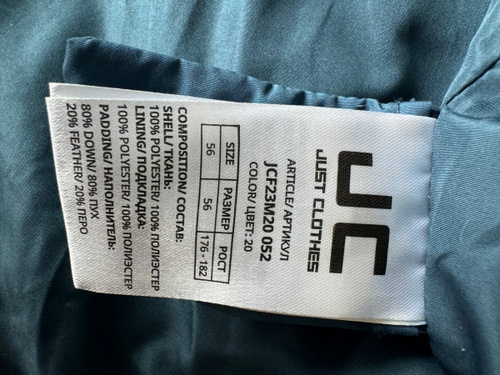 JC
JUST CLOTHES
ARTICLE/ АРТИКУЛ
JCF23M20 052
COLOR/ ЦВЕТ: 20
SIZE РАЗМЕР РОСТ
56 56 176 - 182
COMPOSITION/ СОСТАВ:
SHELL/ ТКАНЬ:
100% POLYESTER/ 100% ПОЛИЭСТЕР
LINING/ ПОДКЛАДКА:
100% POLYESTER/ 100% ПОЛИЭСТЕР
PADDING/ НАПОЛНИТЕЛЬ:
80% DOWN/ 80% ПУХ
20% FEATHER/ 20% ПЕРО